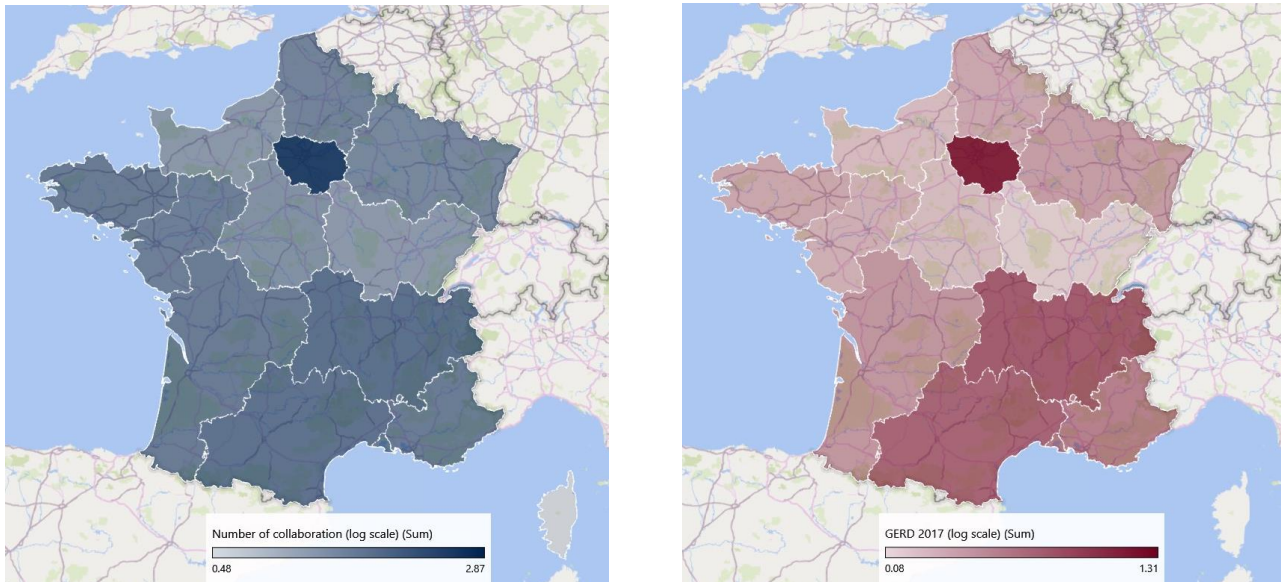 Number of collaboration (log scale) (Sum)
0.48 2.87
GERD 2017 (log scale) (Sum)
0.08 1.31